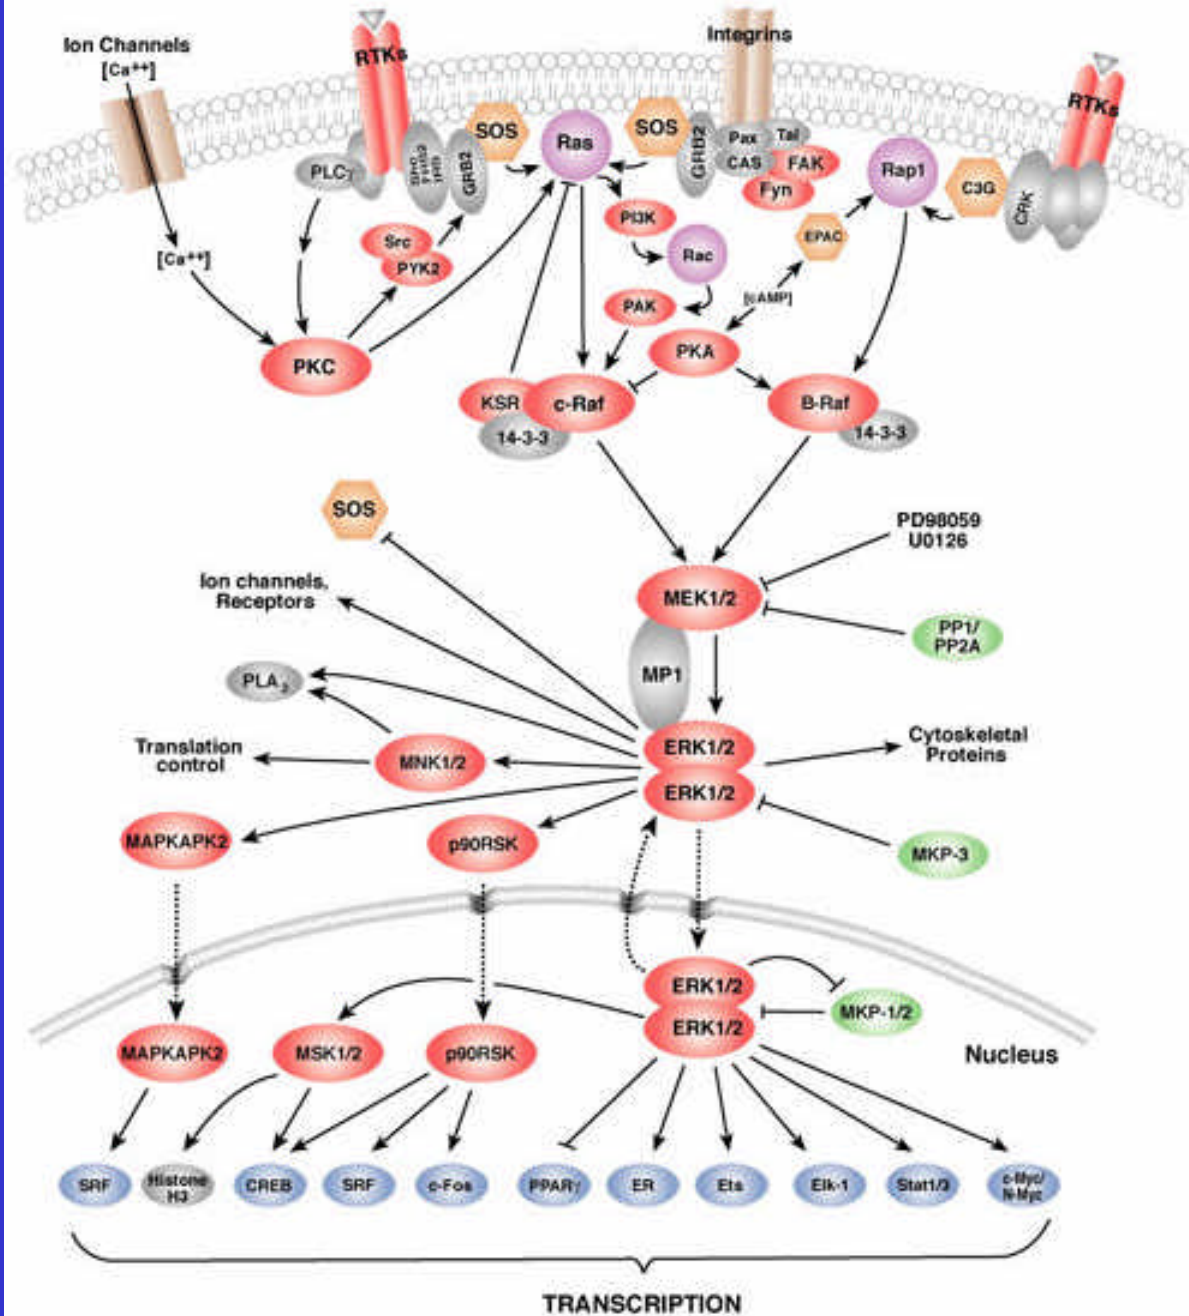 Ion Channels
[Ca++]
RTKs
Integrins
RTKs
SOS
Ras
SOS
GRB2
Pax
Tal
CAS
FAK
Fyn
Rap1
C3G
CRK
PLCγ
GRB2
PI3K
EPAC
Src
PYK2
Rac
[Ca++]
[cAMP]
PAK
PKC
PKA
KSR
c-Raf
B-Raf
14-3-3
14-3-3
SOS
PD98059
U0126
Ion channels,
Receptors
MEK1/2
PP1/
PP2A
MP1
PLA2
Translation
control
MNK1/2
ERK1/2
ERK1/2
Cytoskeletal
Proteins
MAPKAPK2
p90RSK
MKP-3
ERK1/2
ERK1/2
MKP-1/2
MAPKAPK2
MSK1/2
p90RSK
Nucleus
SRF
Histone
H3
CREB
SRF
c-Fos
PPARγ
ER
Ets
Elk-1
Stat1/3
c-Myc/
N-Myc
TRANSCRIPTION